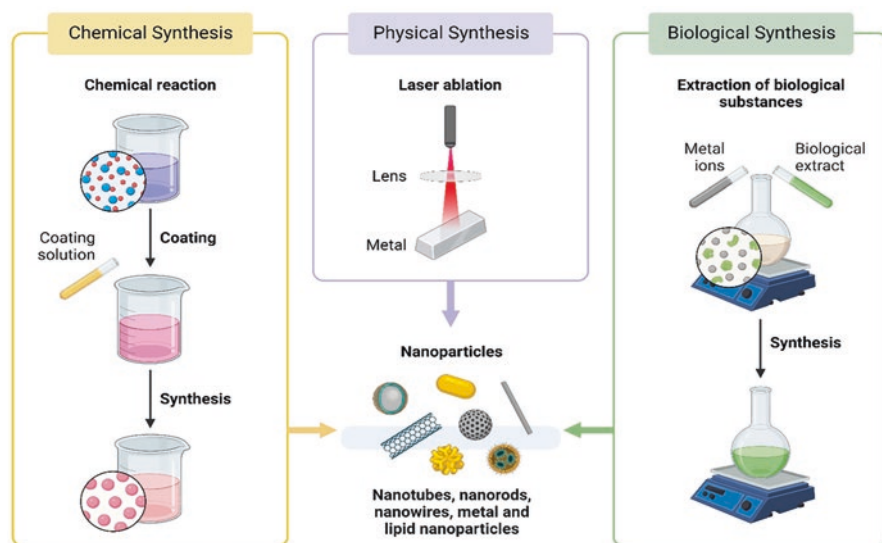 Chemical Synthesis
Chemical reaction
Coating
solution
Coating
Synthesis
Physical Synthesis
Laser ablation
Lens
Metal
Nanoparticles
Nanotubes, nanorods,
nanowires, metal and
lipid nanoparticles
Biological Synthesis
Extraction of biological
substances
Metal
ions
Biological
extract
Synthesis